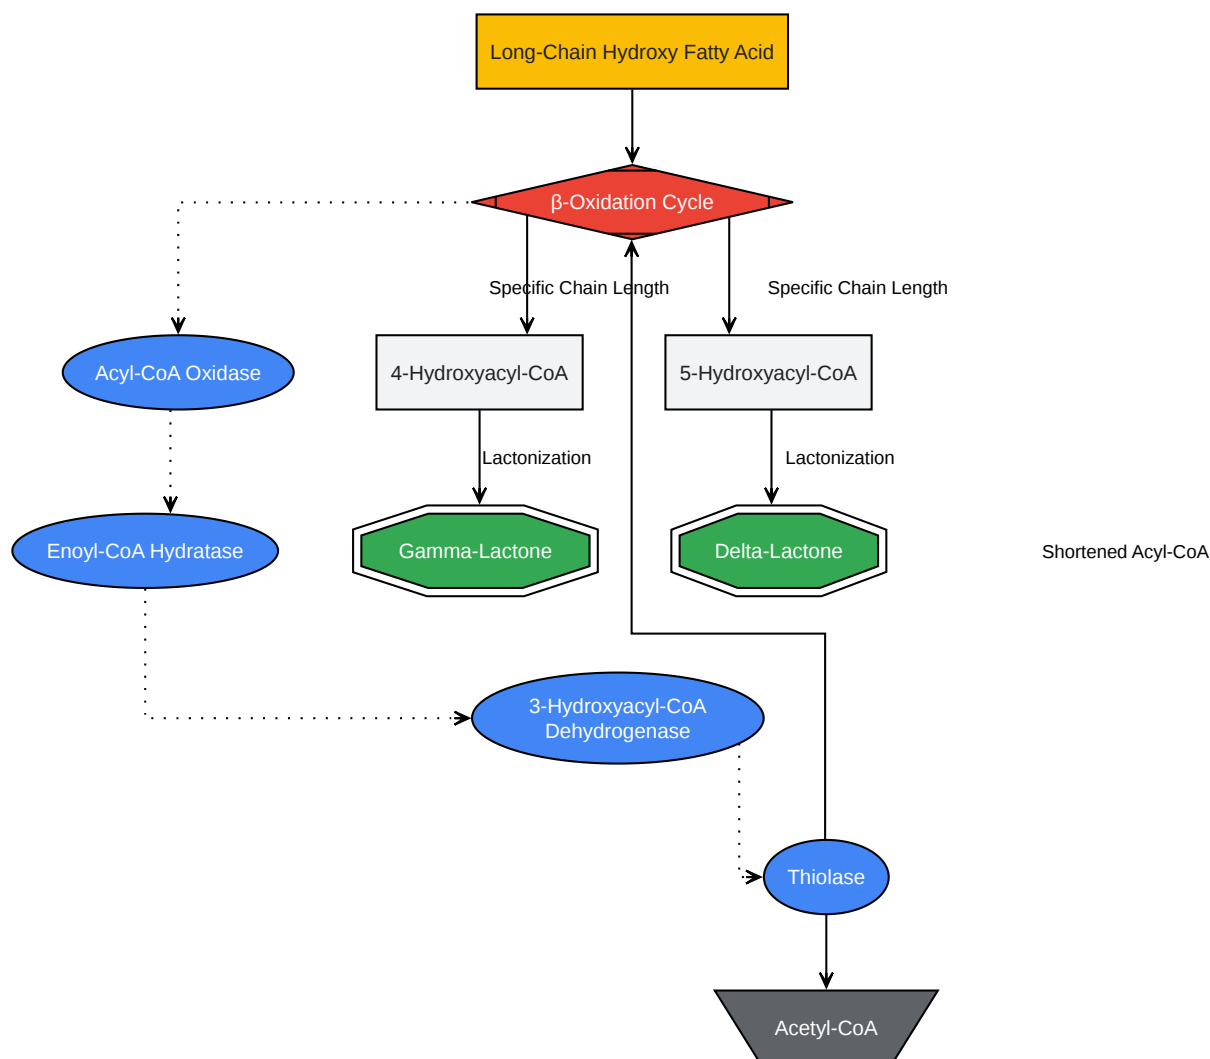 Long-Chain Hydroxy Fatty Acid
β-Oxidation Cycle
Specific Chain Length
Specific Chain Length
Acyl-CoA Oxidase
4-Hydroxyacyl-CoA
5-Hydroxyacyl-CoA
Lactonization
Lactonization
Enoyl-CoA Hydratase
Gamma-Lactone
Delta-Lactone
Shortened Acyl-CoA
3-Hydroxyacyl-CoA
Dehydrogenase
Thiolase
Acetyl-CoA